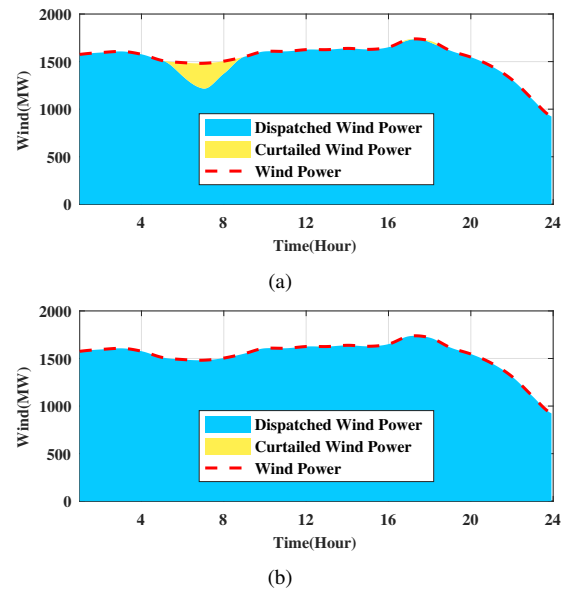 2000
1500
1000
500
0
Wind(MW)
Dispatched Wind Power
Curtailed Wind Power
Wind Power
4 8 12 16 20 24
Time(Hour)
(a)
2000
1500
1000
500
0
Wind(MW)
Dispatched Wind Power
Curtailed Wind Power
Wind Power
4 8 12 16 20 24
Time(Hour)
(b)